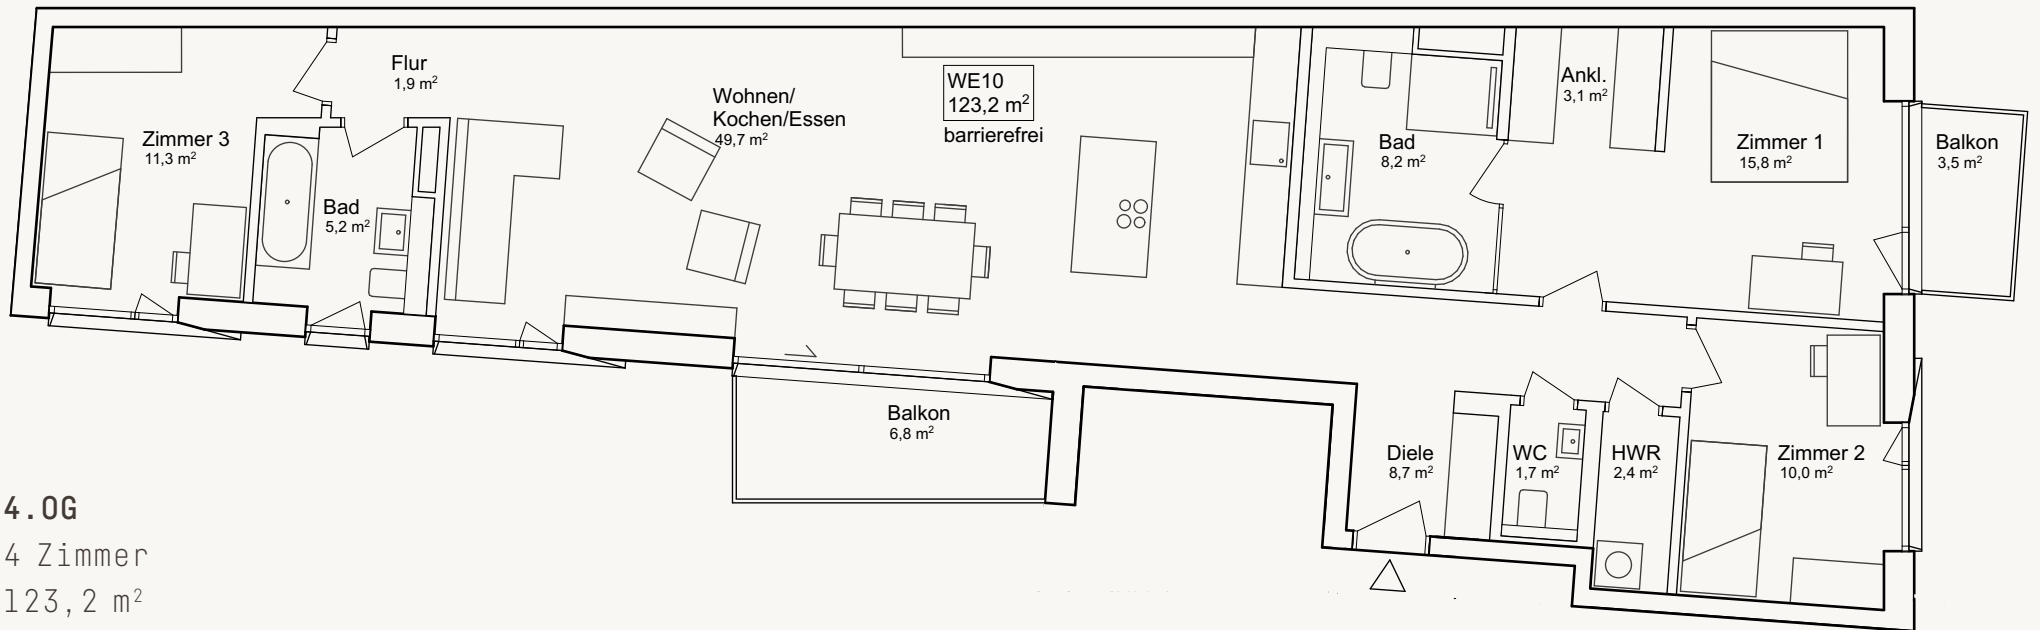 Flur
1,9 m²
Wohnen/
Kochen/Essen
49,7 m²
WE10
123,2 m²
barrierefrei
Ankl.
3,1 m²
Zimmer 3
11,3 m²
Bad
8,2 m²
Zimmer 1
15,8 m²
Balkon
3,5 m²
Bad
5,2 m²
Balkon
6,8 m²
Diele
8,7 m²
WC
1,7 m²
HWR
2,4 m²
Zimmer 2
10,0 m²
4.OG
4 Zimmer
123,2 m²